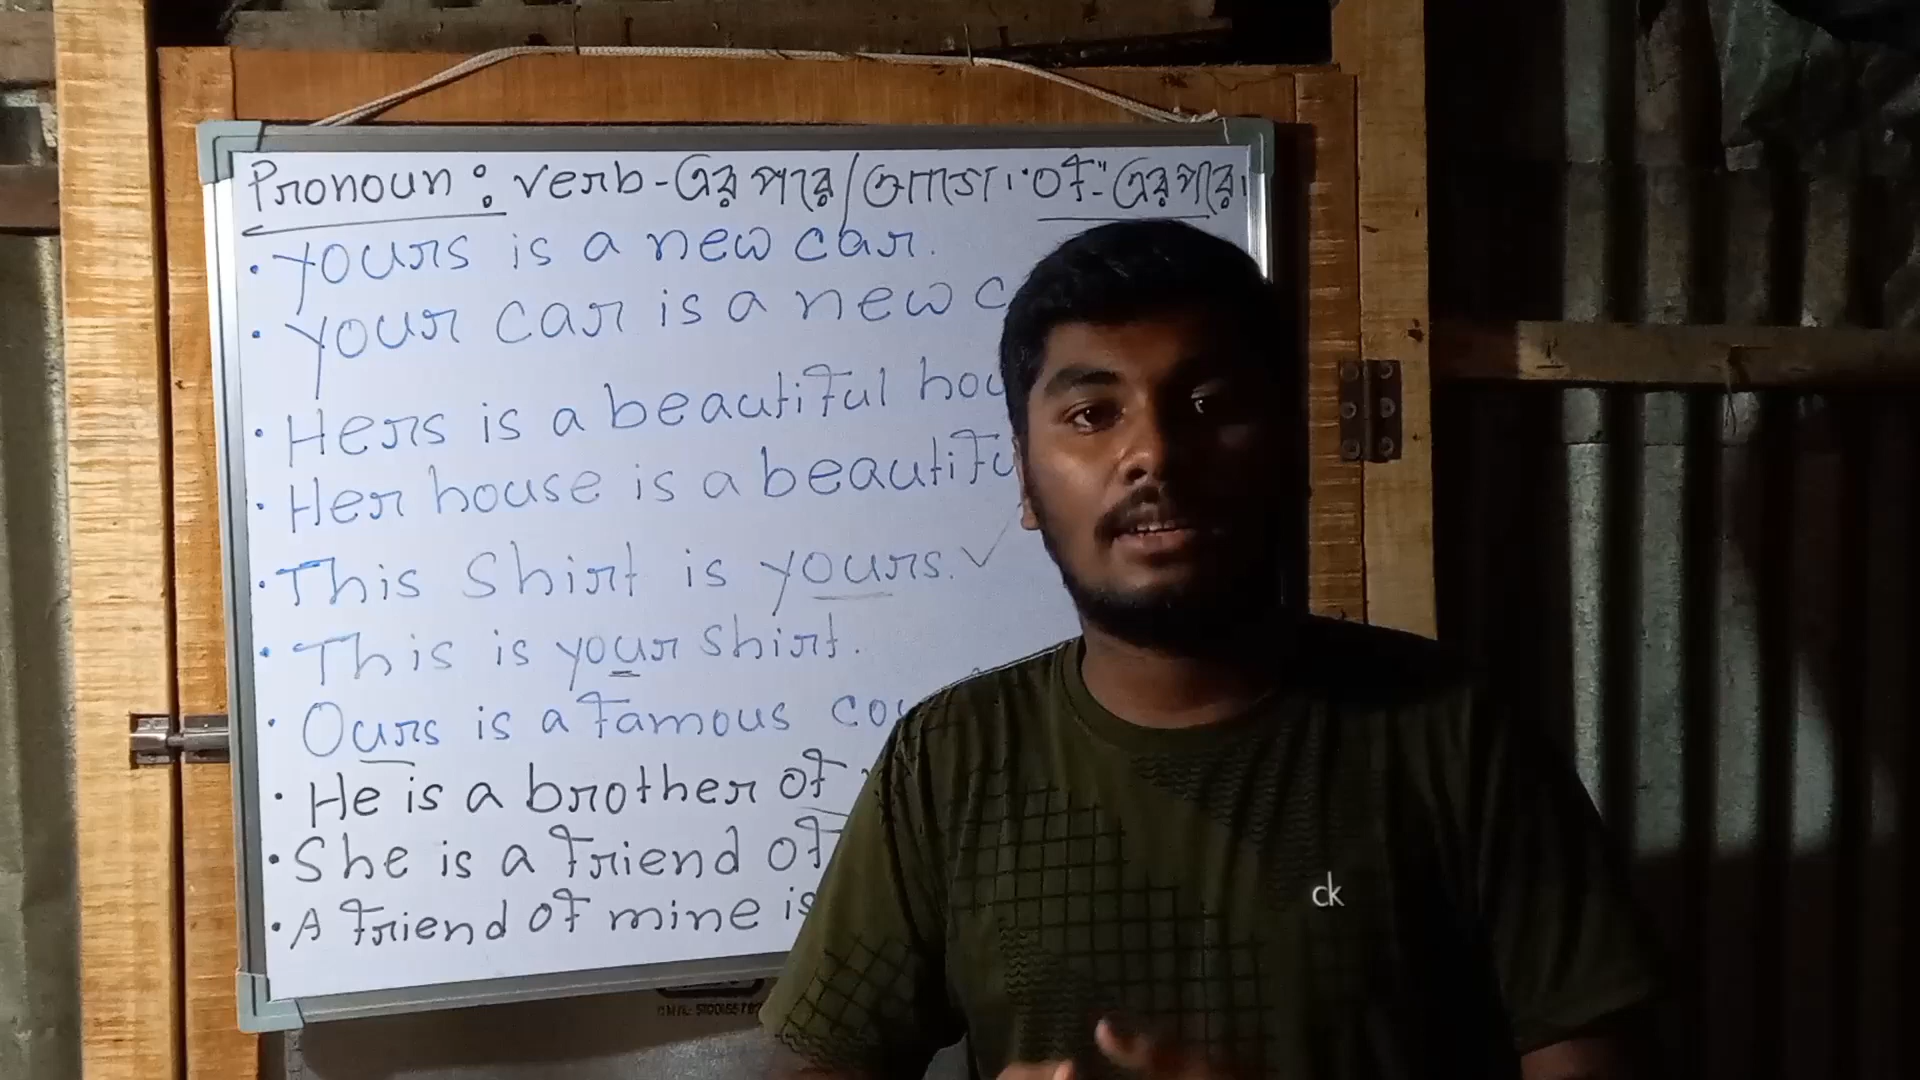 Pronoun : verb-এর পরে/অথবা "of"-এর পরে।
• Yours is a new car.
• Your car is a new
• Hers is a beautiful
• Her house is a
• This Shirt is yours. ✓
• This is your shirt.
• Ours is a famous
• He is a brother of
• She is a friend of
• A friend of mine is
ck